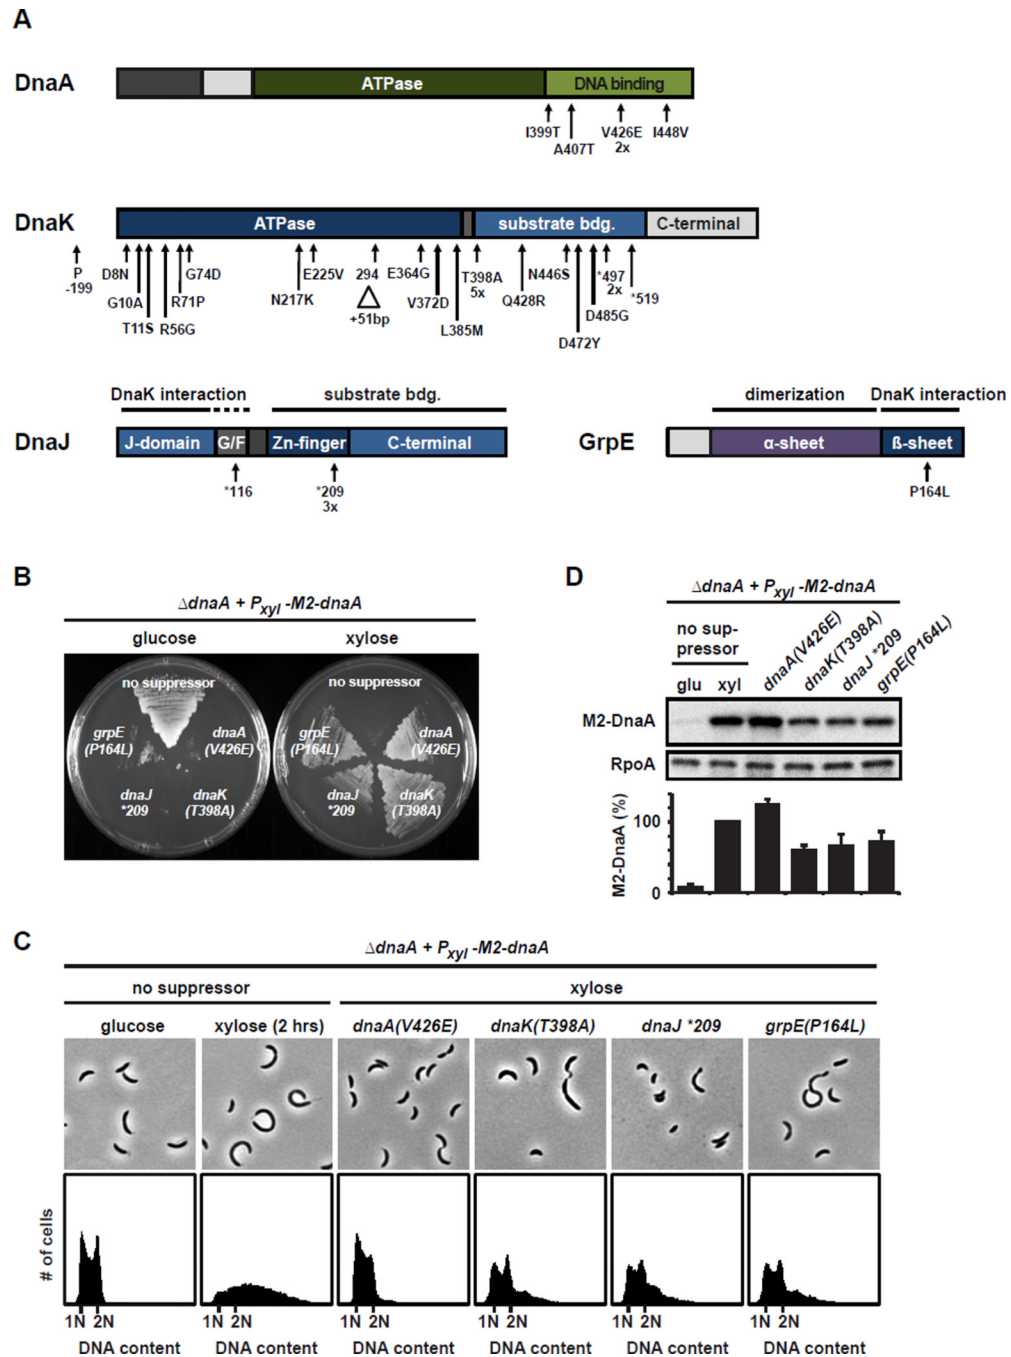 A
DnaA
ATPase
DNA binding
I399T
A407T
V426E
2x
I448V
DnaK
ATPase
substrate bdg.
C-terminal
P
-199
D8N
G10A
T11S
R56G
R71P
G74D
N217K
E225V
294
+51bp
E364G
V372D
L385M
T398A
5x
Q428R
N446S
D472Y
D485G
*497
2x
*519
DnaK interaction
substrate bdg.
DnaJ
J-domain
G/F
Zn-finger
C-terminal
*116
*209
3x
dimerization
DnaK interaction
GrpE
α-sheet
ß-sheet
P164L
B
ΔdnaA + Pxyl -M2-dnaA
glucose
xylose
no suppressor
grpE
(P164L)
dnaA
(V426E)
dnaJ
*209
dnaK
(T398A)
no suppressor
grpE
(P164L)
dnaA
(V426E)
dnaJ
*209
dnaK
(T398A)
D
ΔdnaA + Pxyl -M2-dnaA
no sup-
pressor
glu
xyl
dnaA(V426E)
dnaK(T398A)
dnaJ *209
grpE(P164L)
M2-DnaA
RpoA
M2-DnaA (%)
100
0
C
ΔdnaA + Pxyl -M2-dnaA
no suppressor
xylose
glucose
xylose (2 hrs)
dnaA(V426E)
dnaK(T398A)
dnaJ *209
grpE(P164L)
# of cells
1N 2N
1N 2N
1N 2N
1N 2N
1N 2N
1N 2N
DNA content
DNA content
DNA content
DNA content
DNA content
DNA content